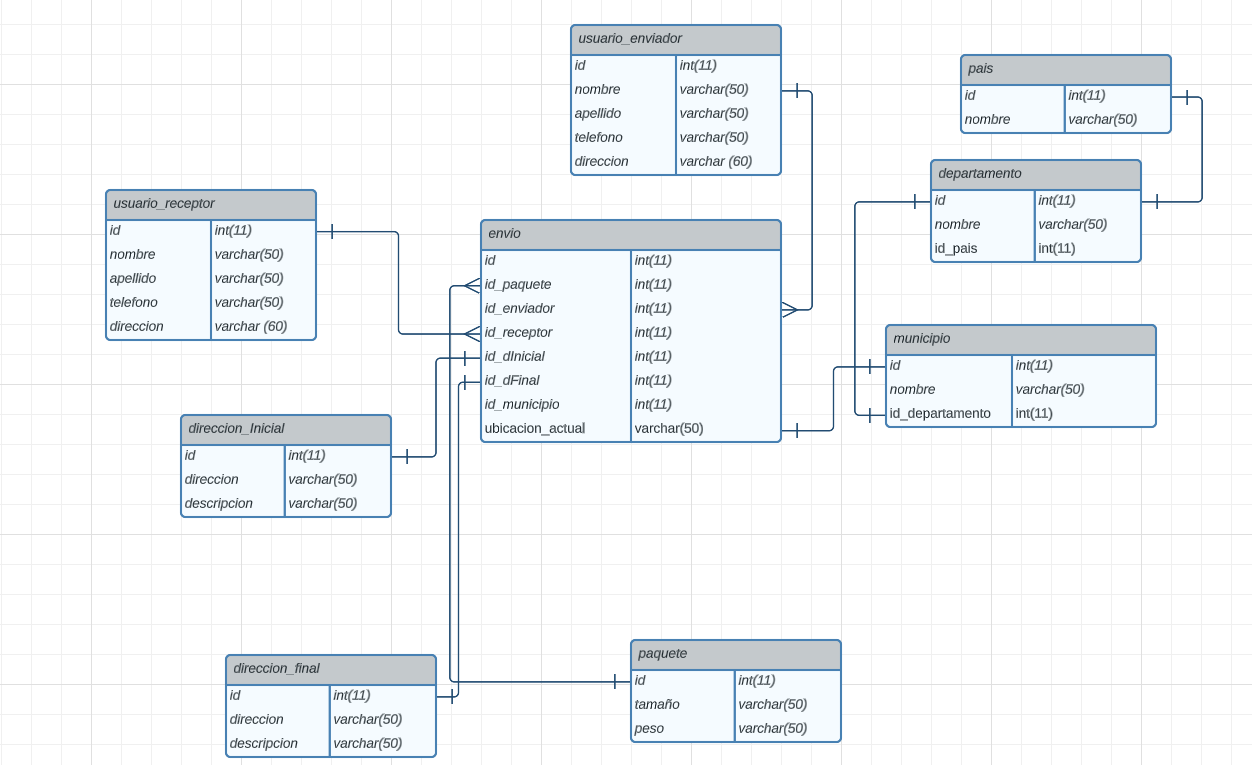 usuario_enviador
id int(11)
nombre varchar(50)
apellido varchar(50)
telefono varchar(50)
direccion varchar (60)
pais
id int(11)
nombre varchar(50)
departamento
id int(11)
nombre varchar(50)
id_pais int(11)
usuario_receptor
id int(11)
nombre varchar(50)
apellido varchar(50)
telefono varchar(50)
direccion varchar (60)
envio
id int(11)
id_paquete int(11)
id_enviador int(11)
id_receptor int(11)
id_dInicial int(11)
id_dFinal int(11)
id_municipio int(11)
ubicacion_actual varchar(50)
municipio
id int(11)
nombre varchar(50)
id_departamento int(11)
direccion_Inicial
id int(11)
direccion varchar(50)
descripcion varchar(50)
direccion_final
id int(11)
direccion varchar(50)
descripcion varchar(50)
paquete
id int(11)
tamaño varchar(50)
peso varchar(50)